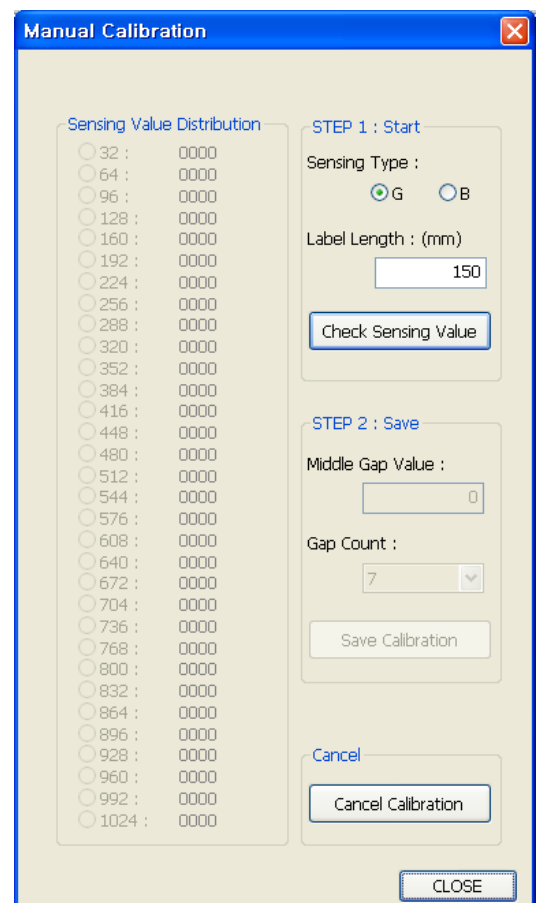 Manual Calibration
Sensing Value Distribution
32 : 0000
64 : 0000
96 : 0000
128 : 0000
160 : 0000
192 : 0000
224 : 0000
256 : 0000
288 : 0000
320 : 0000
352 : 0000
384 : 0000
416 : 0000
448 : 0000
480 : 0000
512 : 0000
544 : 0000
576 : 0000
608 : 0000
640 : 0000
672 : 0000
704 : 0000
736 : 0000
768 : 0000
800 : 0000
832 : 0000
864 : 0000
896 : 0000
928 : 0000
960 : 0000
992 : 0000
1024 : 0000
STEP 1 : Start
Sensing Type :
G B
Label Length : (mm)
150
Check Sensing Value
STEP 2 : Save
Middle Gap Value :
0
Gap Count :
7
Save Calibration
Cancel
Cancel Calibration
CLOSE